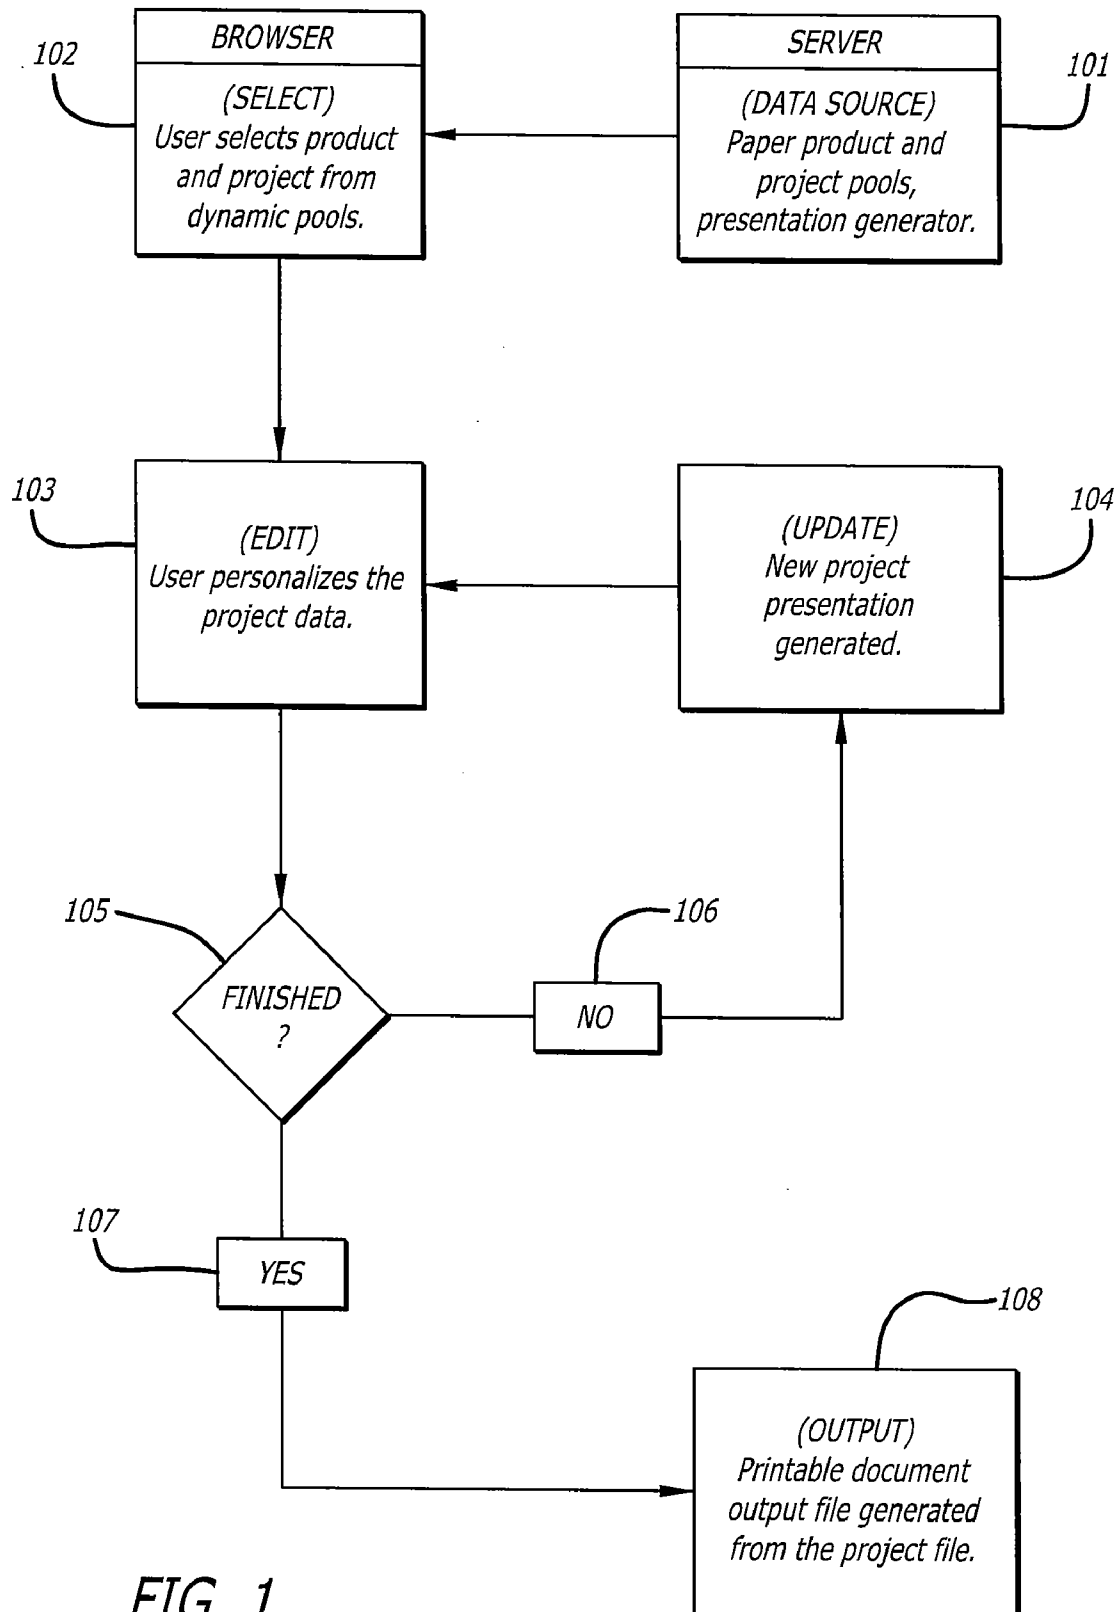 102
BROWSER
(SELECT)
User selects product
and project from
dynamic pools.
SERVER
(DATA SOURCE)
Paper product and
project pools,
presentation generator.
101
103
(EDIT)
User personalizes the
project data.
(UPDATE)
New project
presentation
generated.
104
105
FINISHED
?
106
NO
107
YES
108
(OUTPUT)
Printable document
output file generated
from the project file.
FIG. 1